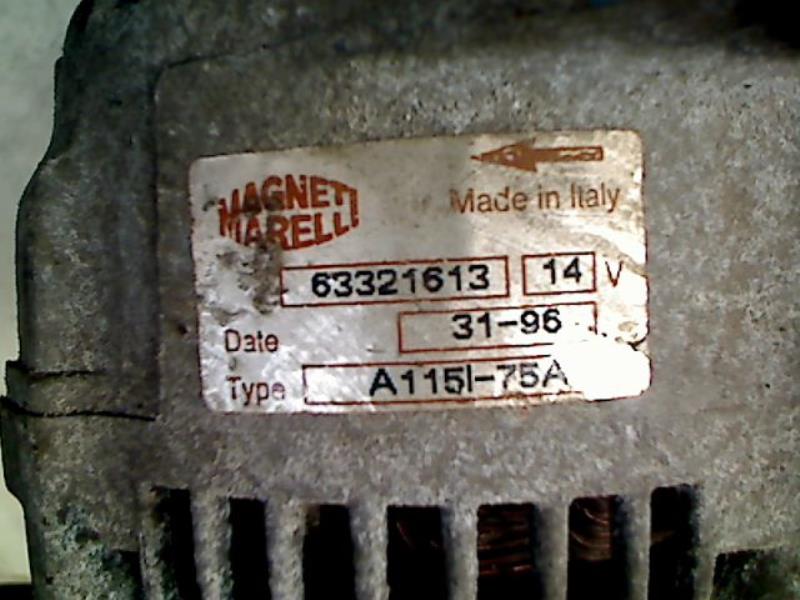 MAGNETI
MARELLI
Made in Italy
63321613 14 V
Date 31-96
Type A115I-75A